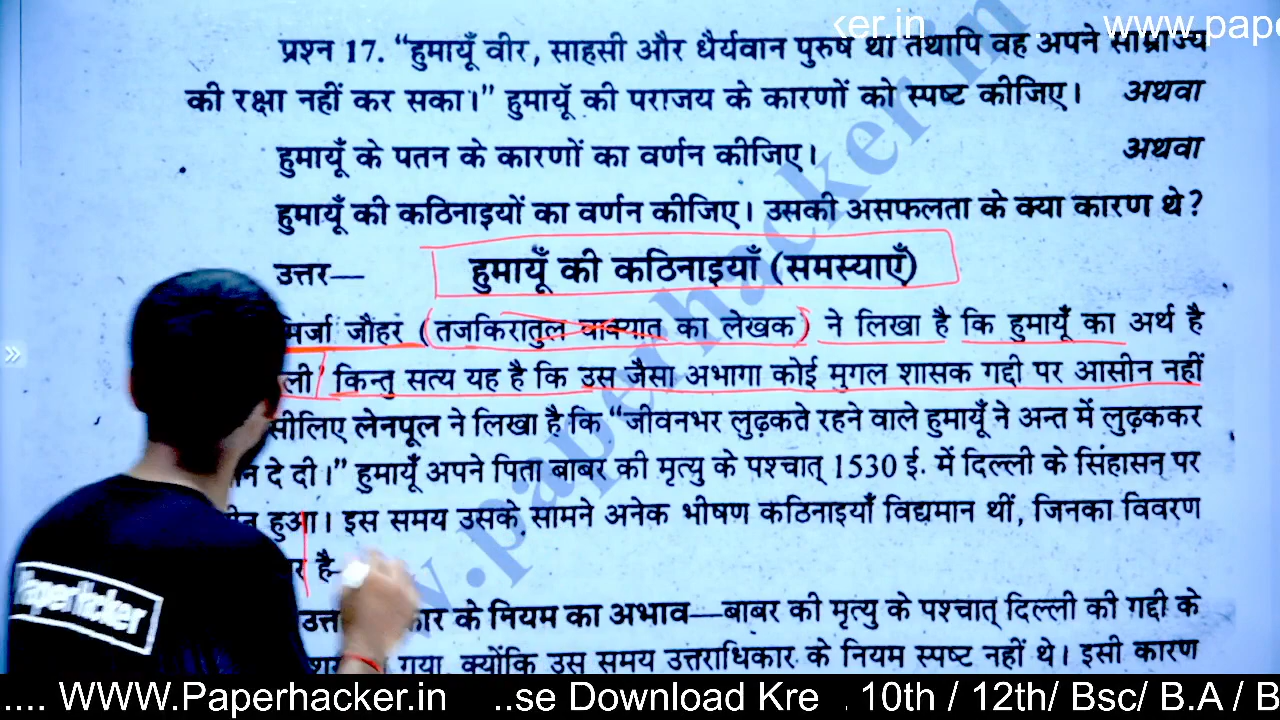 ker.in www.pap
प्रश्न 17. “हुमायूँ वीर, साहसी और धैर्यवान पुरुष था तथापि वह अपने साम्राज्य
की रक्षा नहीं कर सका।” हुमायूँ की पराजय के कारणों को स्पष्ट कीजिए। अथवा
हुमायूँ के पतन के कारणों का वर्णन कीजिए। अथवा
हुमायूँ की कठिनाइयों का वर्णन कीजिए। उसकी असफलता के क्या कारण थे?
उत्तर— हुमायूँ की कठिनाइयाँ (समस्याएँ)
मिर्जा जौहर (तजकिरातुल वाक्यात का लेखक) ने लिखा है कि हुमायूँ का अर्थ है
ली किन्तु सत्य यह है कि उस जैसा अभागा कोई मुगल शासक गद्दी पर आसीन नहीं
सीलिए लेनपूल ने लिखा है कि “जीवनभर लुढ़कते रहने वाले हुमायूँ ने अन्त में लुढ़ककर
न दे दी।” हुमायूँ अपने पिता बाबर की मृत्यु के पश्चात् 1530 ई. में दिल्ली के सिंहासन पर
न हुआ। इस समय उसके सामने अनेक भीषण कठिनाइयाँ विद्यमान थीं, जिनका विवरण
र है
उत्त कार के नियम का अभाव—बाबर की मृत्यु के पश्चात् दिल्ली की गद्दी के
गया, क्योंकि उस समय उत्तराधिकार के नियम स्पष्ट नहीं थे। इसी कारण
PaperHacker
.... WWW.Paperhacker.in ..se Download Kre . 10th / 12th/ Bsc/ B.A / B